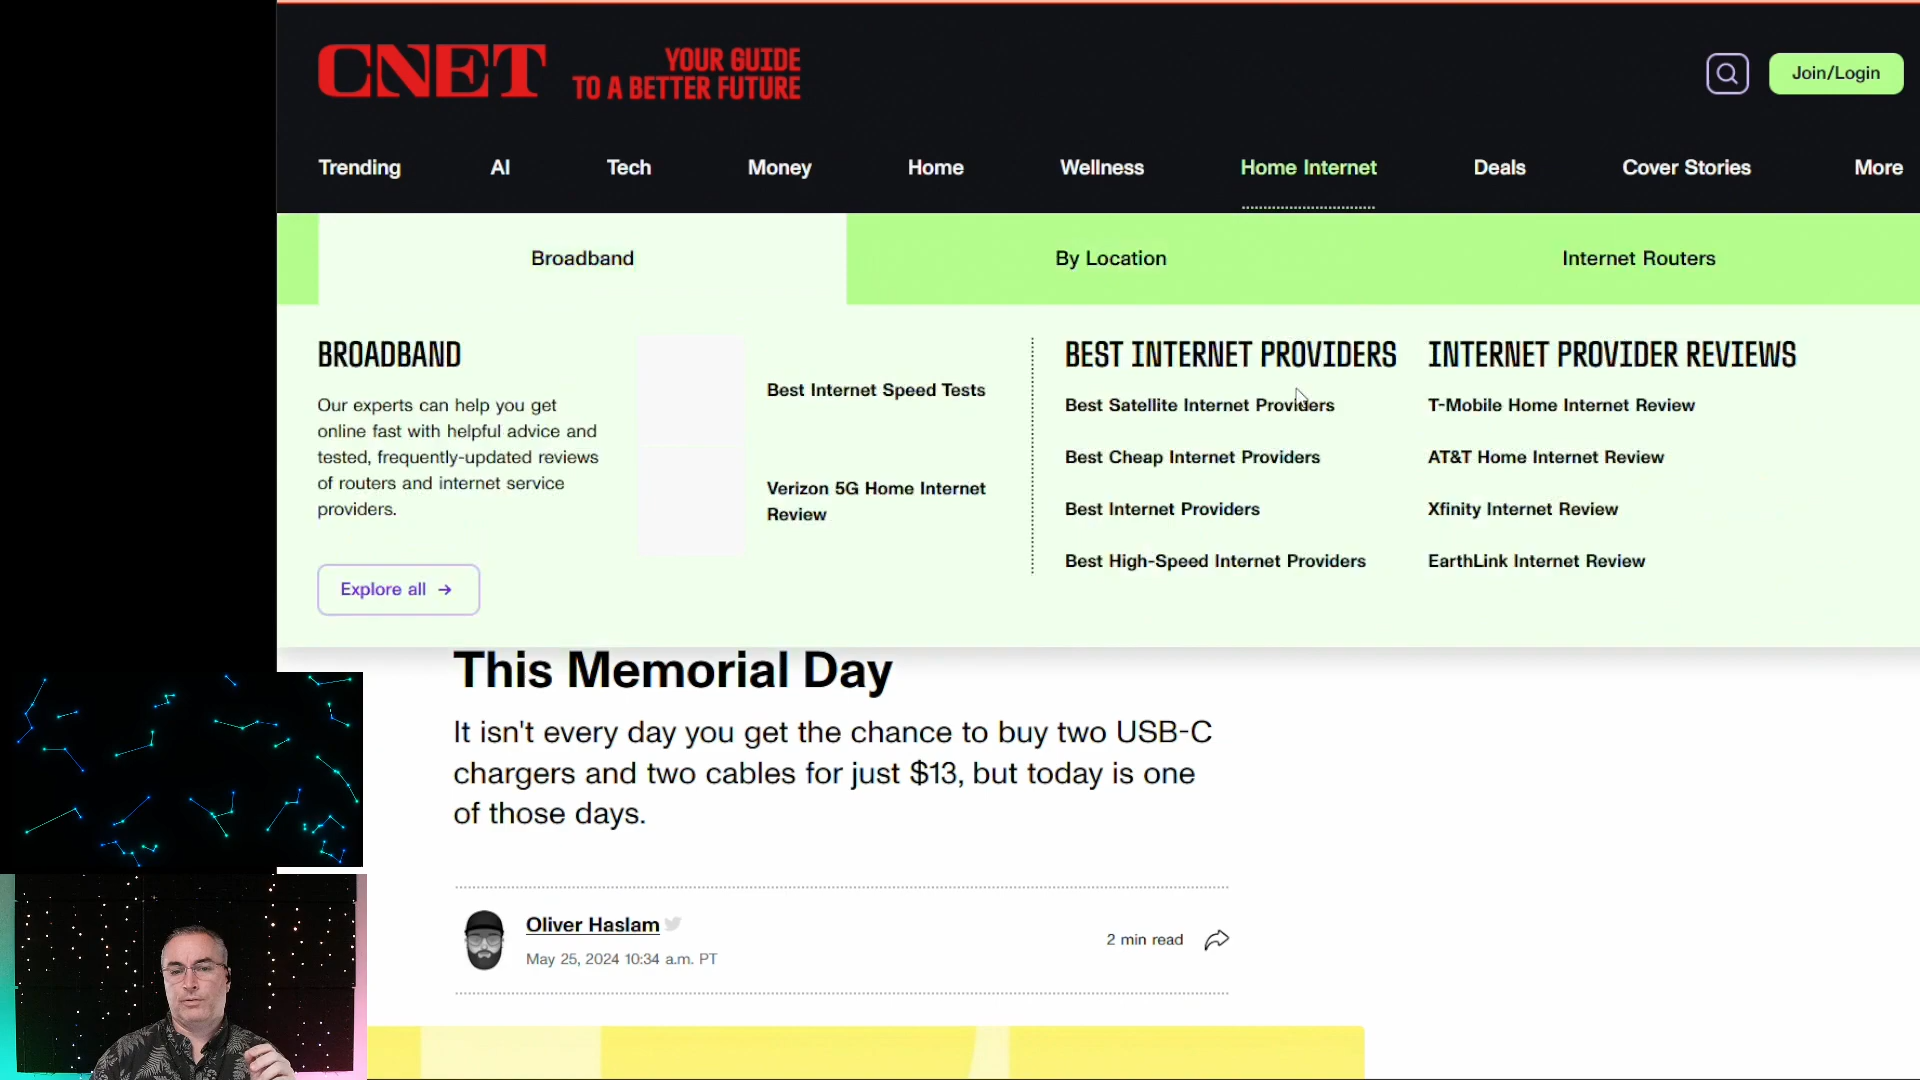 CNET
YOUR GUIDE
TO A BETTER FUTURE
Join/Login
Trending
AI
Tech
Money
Home
Wellness
Home Internet
Deals
Cover Stories
More
Broadband
By Location
Internet Routers
BROADBAND
Our experts can help you get
online fast with helpful advice and
tested, frequently-updated reviews
of routers and internet service
providers.
Explore all
Best Internet Speed Tests
Verizon 5G Home Internet
Review
BEST INTERNET PROVIDERS
Best Satellite Internet Providers
Best Cheap Internet Providers
Best Internet Providers
Best High-Speed Internet Providers
INTERNET PROVIDER REVIEWS
T-Mobile Home Internet Review
AT&T Home Internet Review
Xfinity Internet Review
EarthLink Internet Review
This Memorial Day
It isn't every day you get the chance to buy two USB-C
chargers and two cables for just $13, but today is one
of those days.
Oliver Haslam
May 25, 2024 10:34 a.m. PT
2 min read